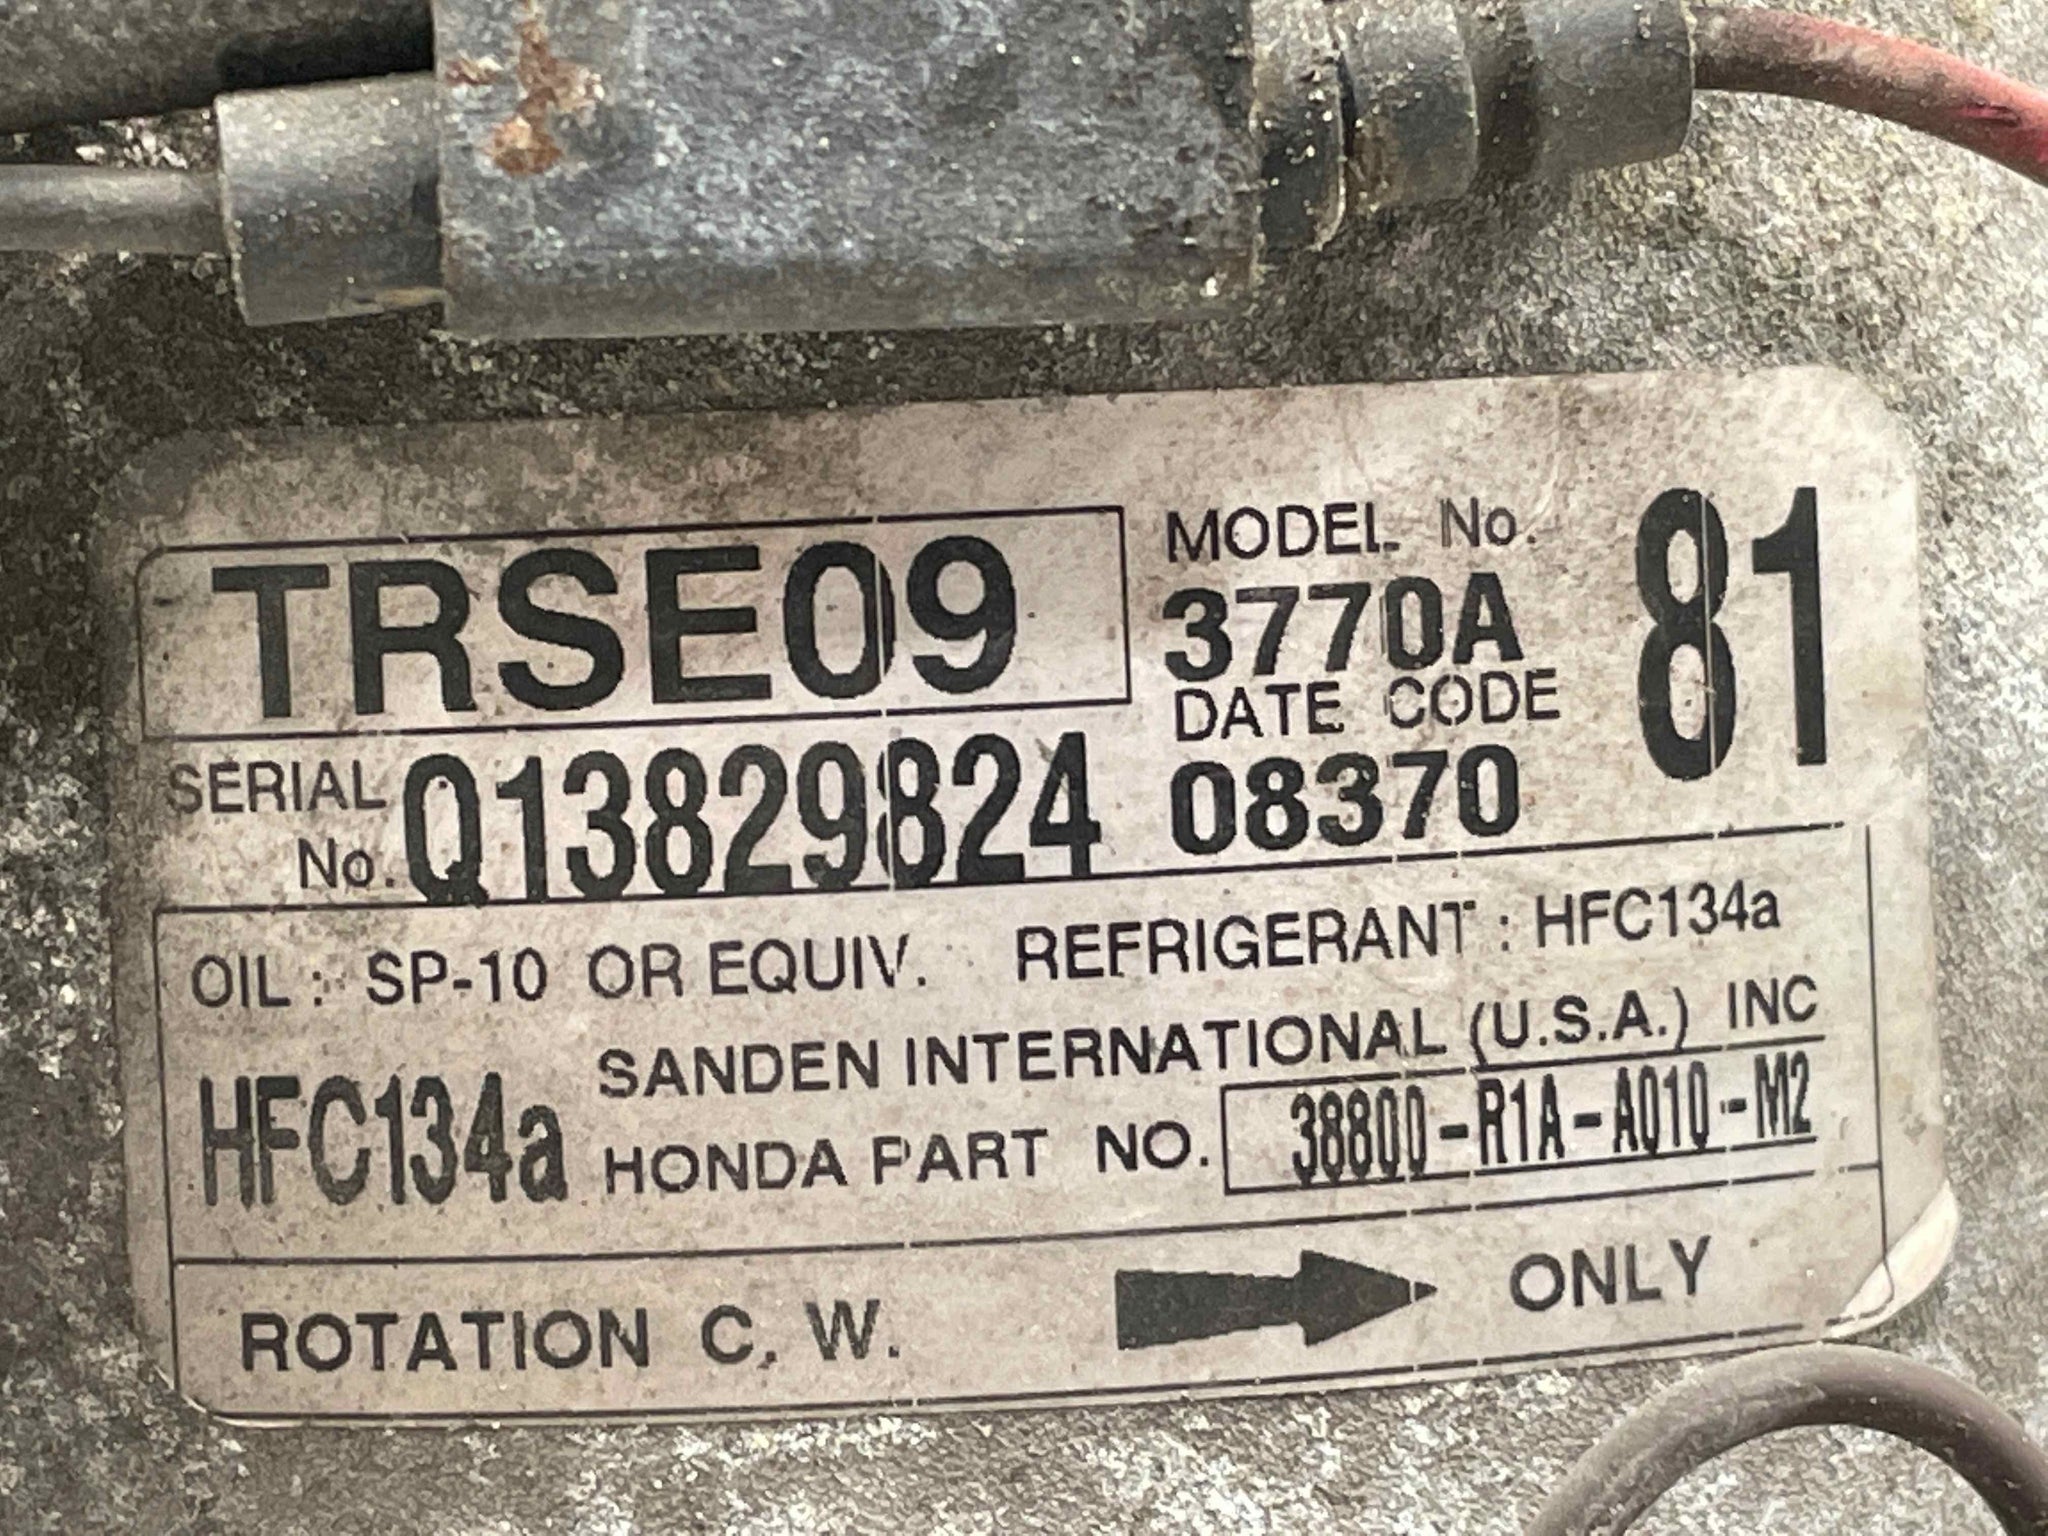 TRSE09
MODEL No.
3770A
81
DATE CODE
08370
SERIAL
No. Q13829824
OIL : SP-10 OR EQUIV. REFRIGERANT : HFC134a
SANDEN INTERNATIONAL (U.S.A.) INC
HFC134a
HONDA PART NO. 38800-R1A-A010-M2
ROTATION C. W. ONLY